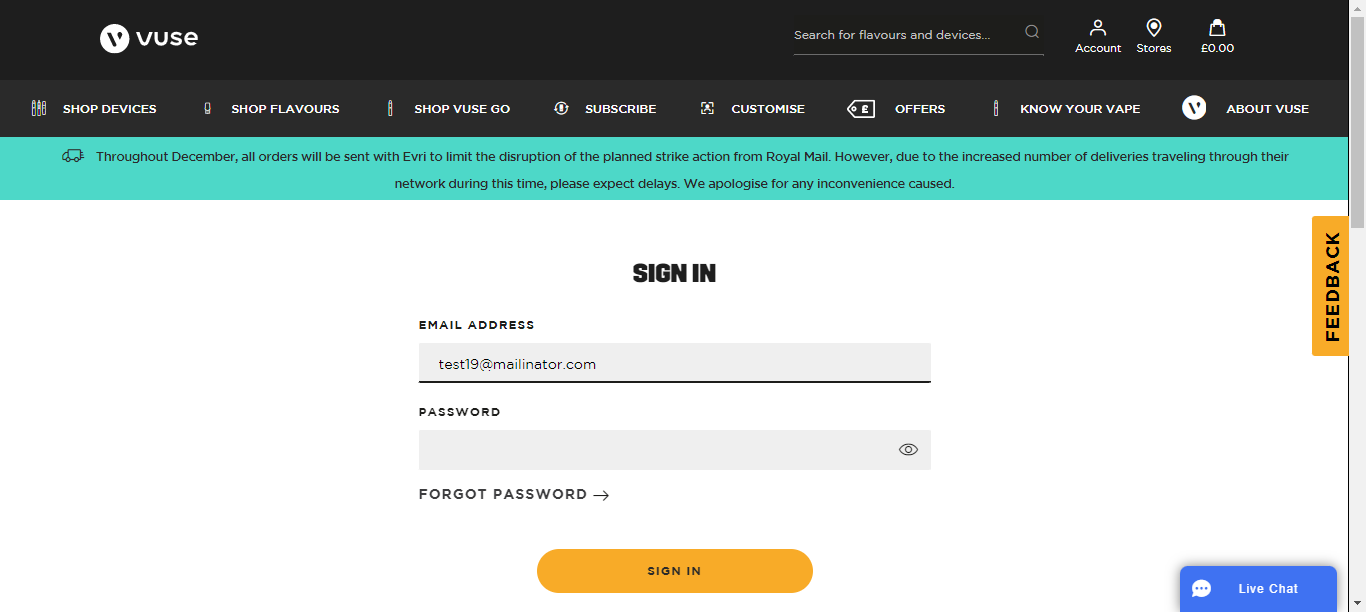 vuse
Search for flavours and devices...
Account
Stores
£0.00
SHOP DEVICES
SHOP FLAVOURS
SHOP VUSE GO
SUBSCRIBE
CUSTOMISE
£
OFFERS
KNOW YOUR VAPE
ABOUT VUSE
Throughout December, all orders will be sent with Evri to limit the disruption of the planned strike action from Royal Mail. However, due to the increased number of deliveries traveling through their
network during this time, please expect delays. We apologise for any inconvenience caused.
FEEDBACK
SIGN IN
EMAIL ADDRESS
test19@mailinator.com
PASSWORD
FORGOT PASSWORD
SIGN IN
Live Chat